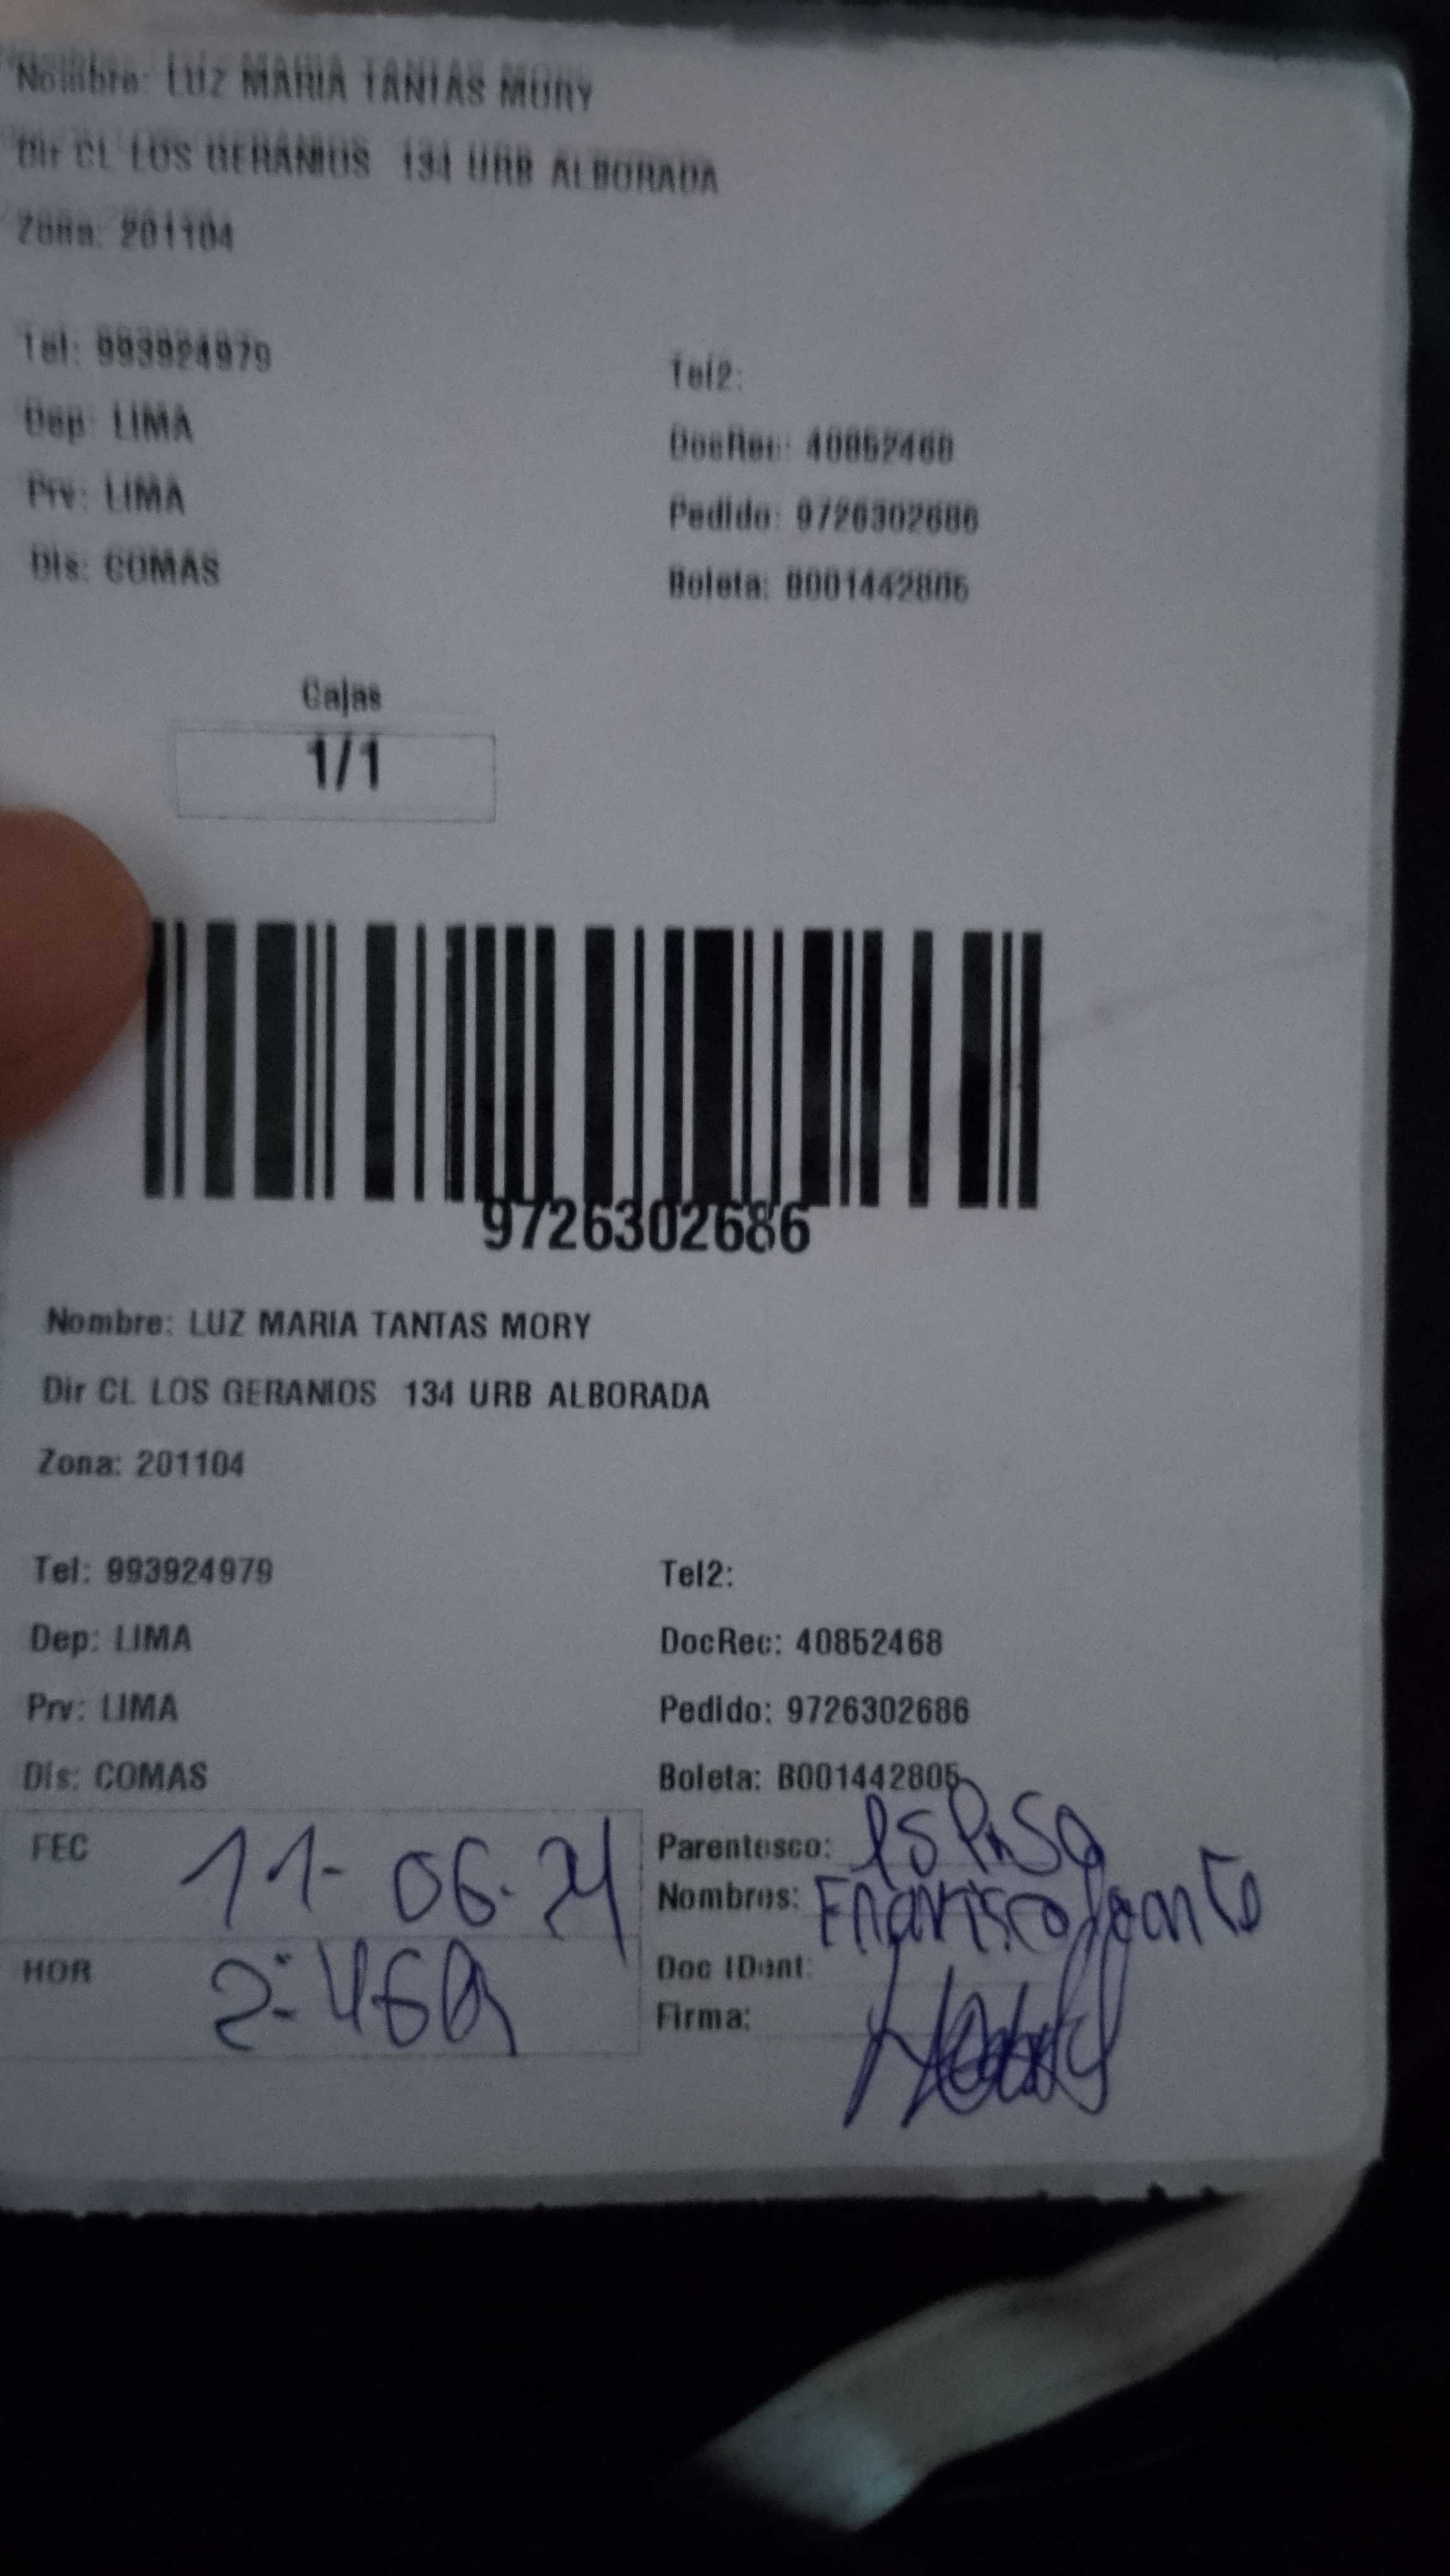 Nombre: LUZ MARIA TANTAS MORY
Dir CL LOS GERANIOS 134 URB ALBORADA
Zona: 201104
Tel: 993924979 Tel2:
Dep: LIMA DocRec: 40852468
Prv: LIMA Pedido: 9726302686
Dis: COMAS Boleta: B001442805
Cajas
1/1
9726302686
Nombre: LUZ MARIA TANTAS MORY
Dir CL LOS GERANIOS 134 URB ALBORADA
Zona: 201104
Tel: 993924979 Tel2:
Dep: LIMA DocRec: 40852468
Prv: LIMA Pedido: 9726302686
Dis: COMAS Boleta: B001442805
FEC 11-06-24 Parentesco:
Nombres:
HOR Doc IDent:
Firma: